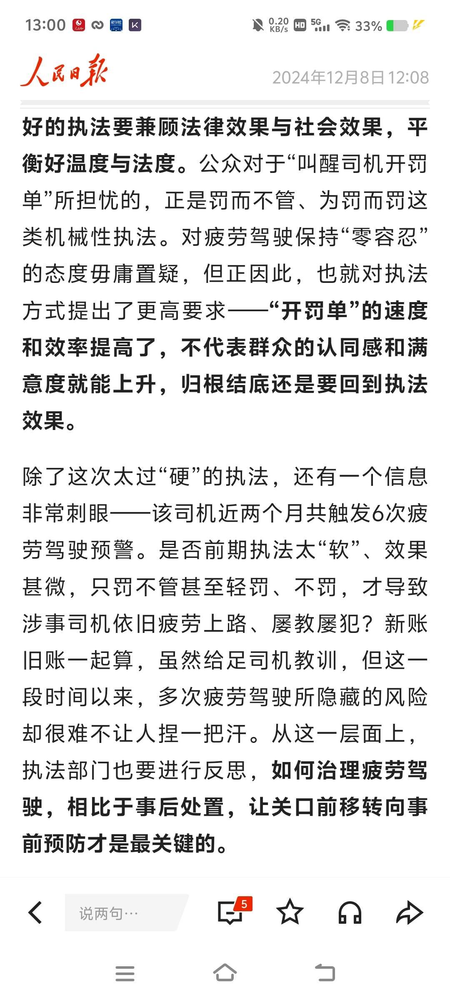 13:00
0.20 KB/s HD 5G 33%
人民日报
2024年12月8日 12:08
好的执法要兼顾法律效果与社会效果，平
衡好温度与法度。公众对于“叫醒司机开罚
单”所担忧的，正是罚而不管、为罚而罚这
类机械性执法。对疲劳驾驶保持“零容忍”
的态度毋庸置疑，但正因此，也就对执法
方式提出了更高要求——“开罚单”的速度
和效率提高了，不代表群众的认同感和满
意度就能上升，归根结底还是要回到执法
效果。
除了这次太过“硬”的执法，还有一个信息
非常刺眼——该司机近两个月共触发6次疲
劳驾驶预警。是否前期执法太“软”、效果
甚微，只罚不管甚至轻罚、不罚，才导致
涉事司机依旧疲劳上路、屡教屡犯？新账
旧账一起算，虽然给足司机教训，但这一
段时间以来，多次疲劳驾驶所隐藏的风险
却很难不让人捏一把汗。从这一层面上，
执法部门也要进行反思，如何治理疲劳驾
驶，相比于事后处置，让关口前移转向事
前预防才是最关键的。
说两句…
5